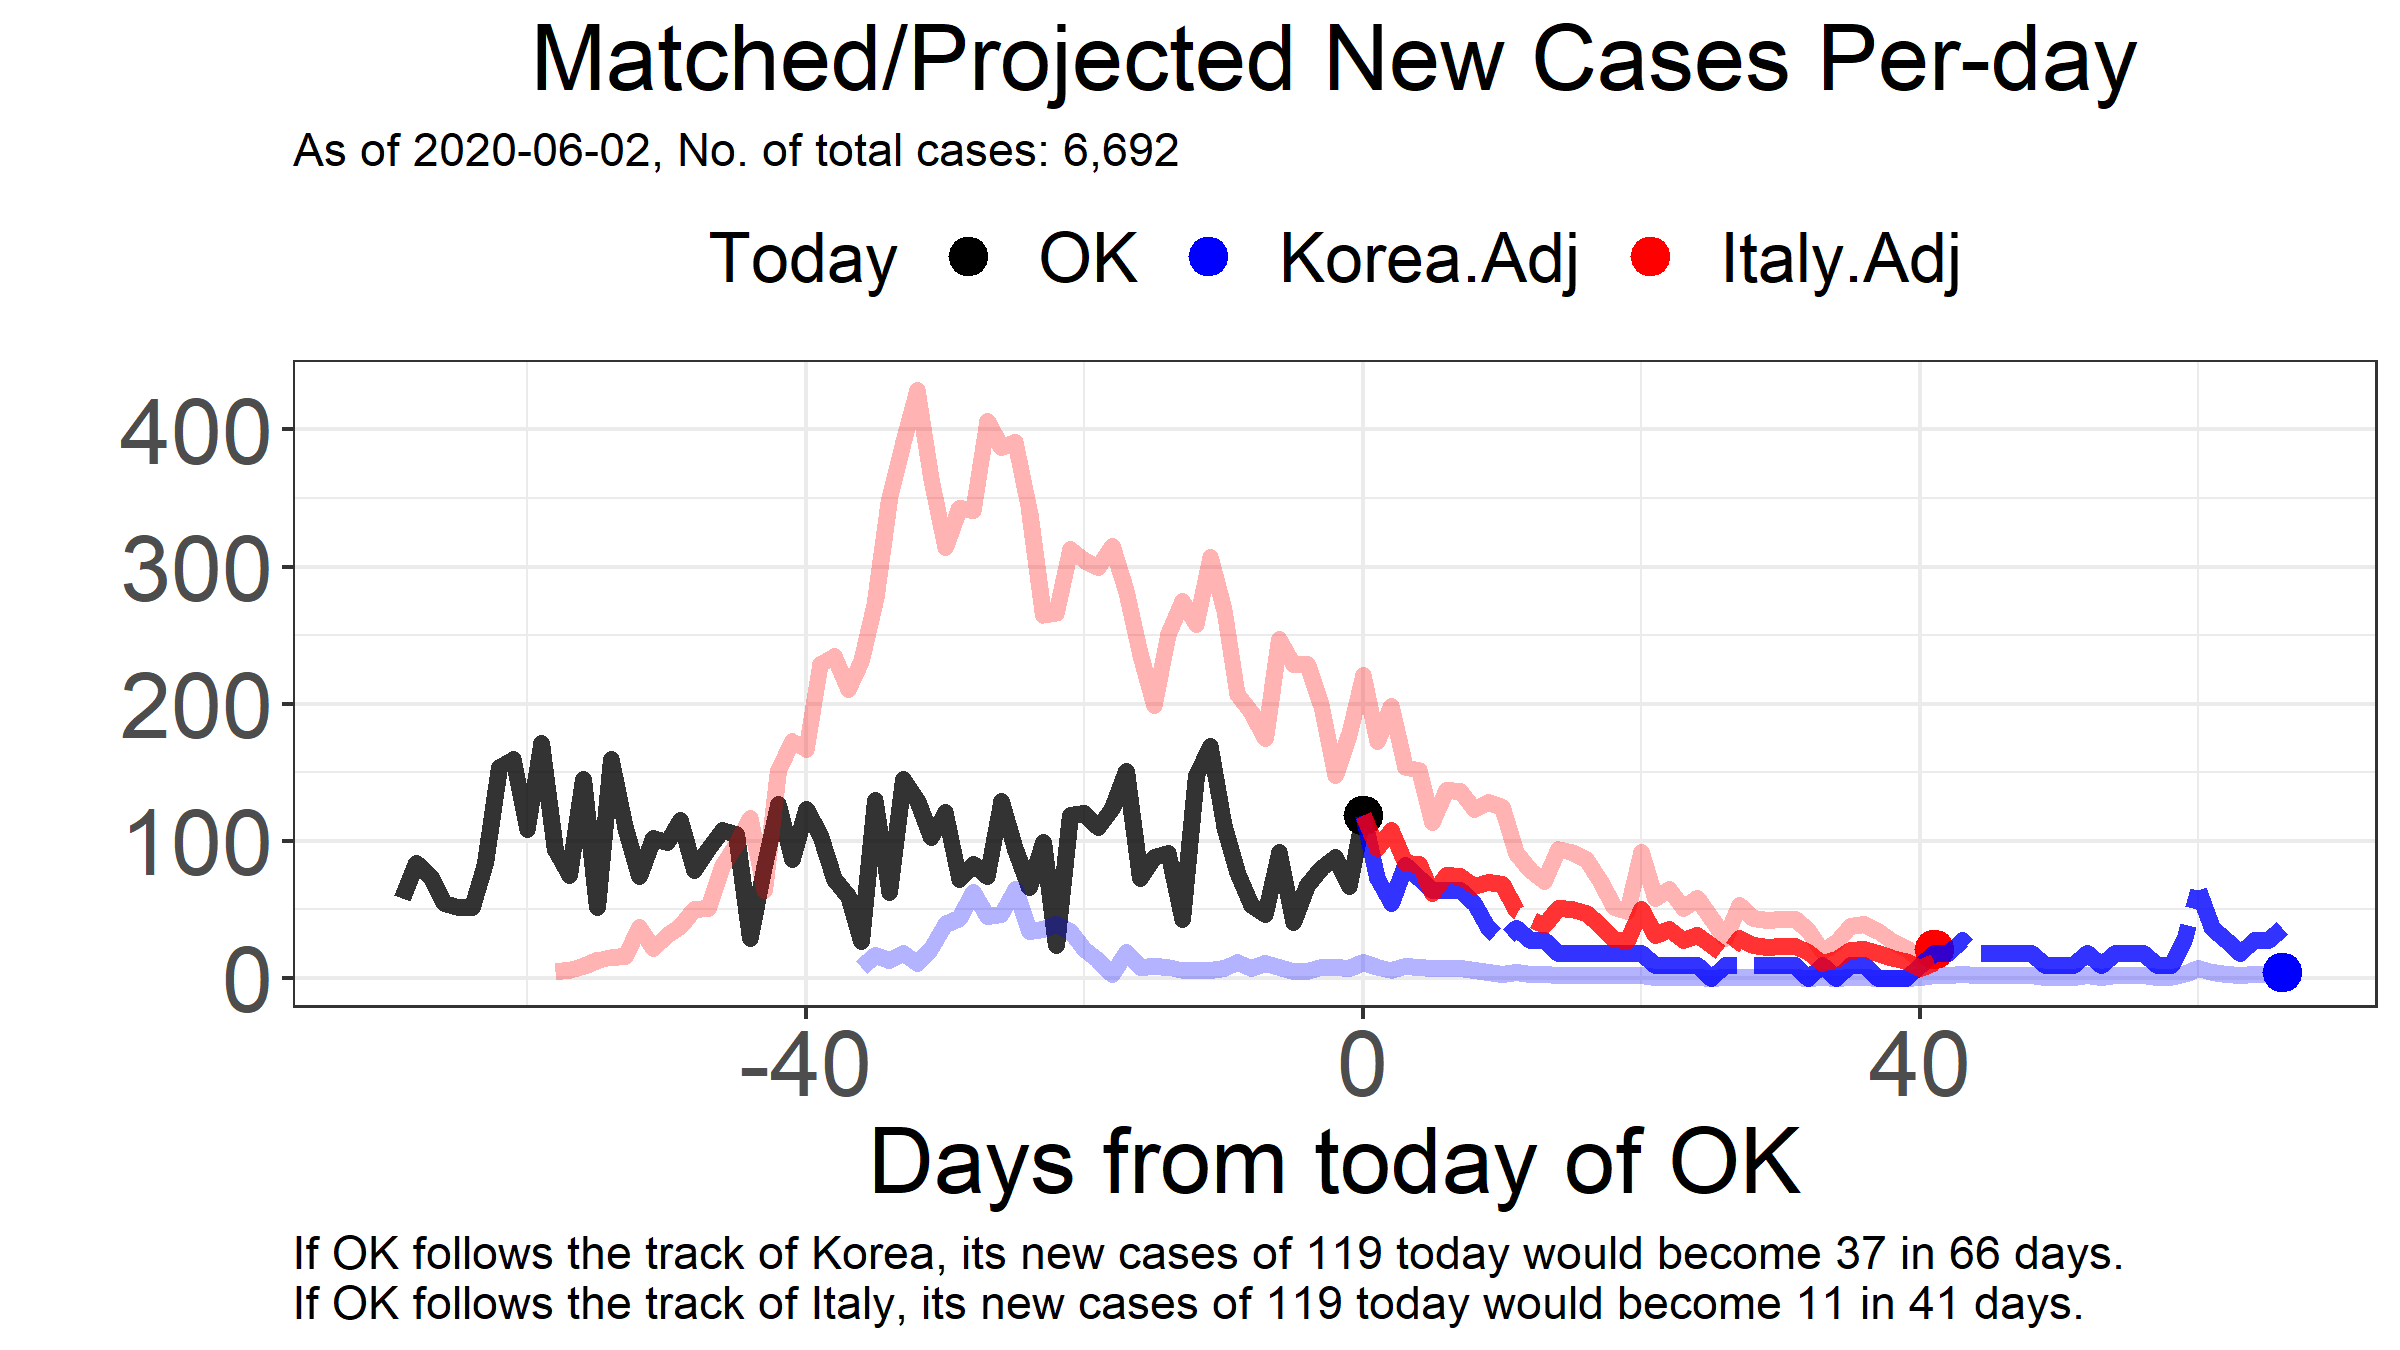 Matched/Projected New Cases Per-day
As of 2020-06-02, No. of total cases: 6,692
Today OK Korea.Adj Italy.Adj
400
300
200
100
0
-40 0 40
Days from today of OK
If OK follows the track of Korea, its new cases of 119 today would become 37 in 66 days.
If OK follows the track of Italy, its new cases of 119 today would become 11 in 41 days.